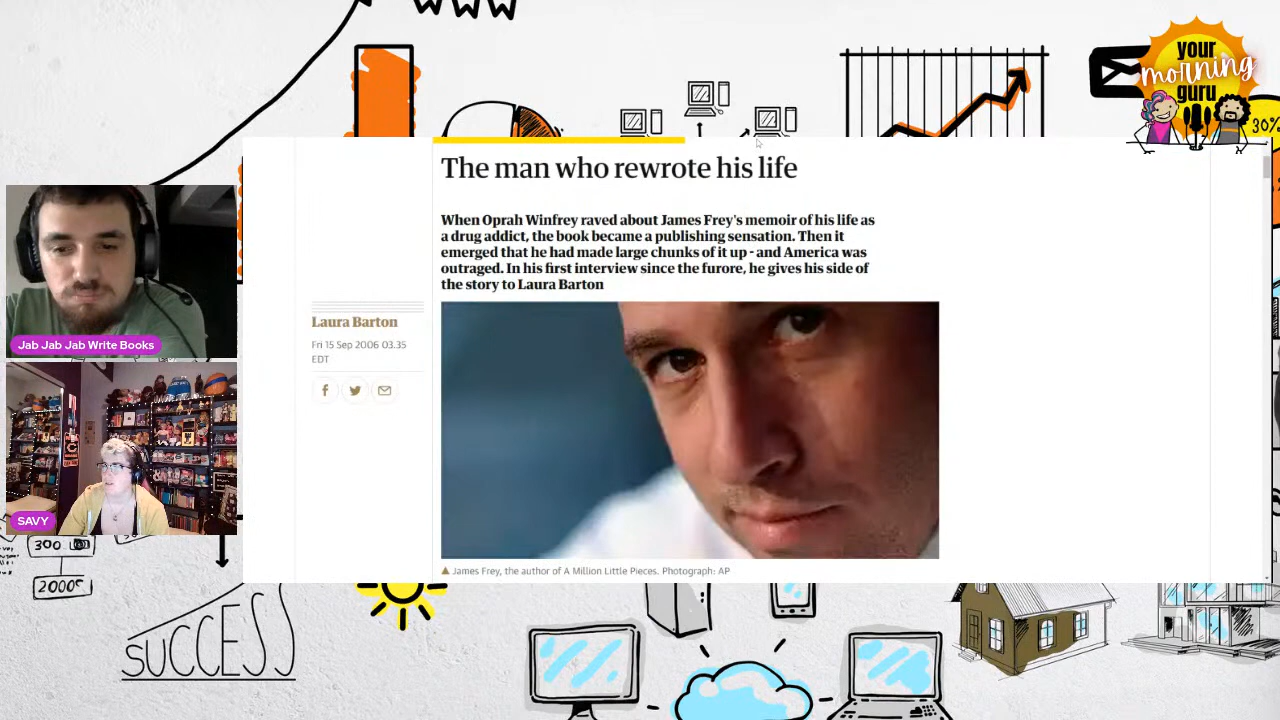 WWW
your
morning
guru
30%
The man who rewrote his life
When Oprah Winfrey raved about James Frey's memoir of his life as
a drug addict, the book became a publishing sensation. Then it
emerged that he had made large chunks of it up - and America was
outraged. In his first interview since the furore, he gives his side of
the story to Laura Barton
Laura Barton
Fri 15 Sep 2006 03.35
EDT
Jab Jab Jab Write Books
SAVY
James Frey, the author of A Million Little Pieces. Photograph: AP
300
SUCCESS